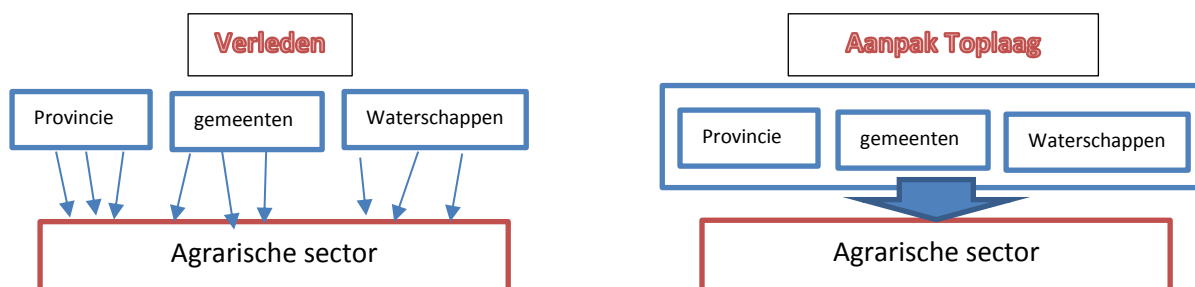 Verleden
Provincie
gemeenten
Waterschappen
Agrarische sector
Aanpak Toplaag
Provincie
gemeenten
Waterschappen
Agrarische sector